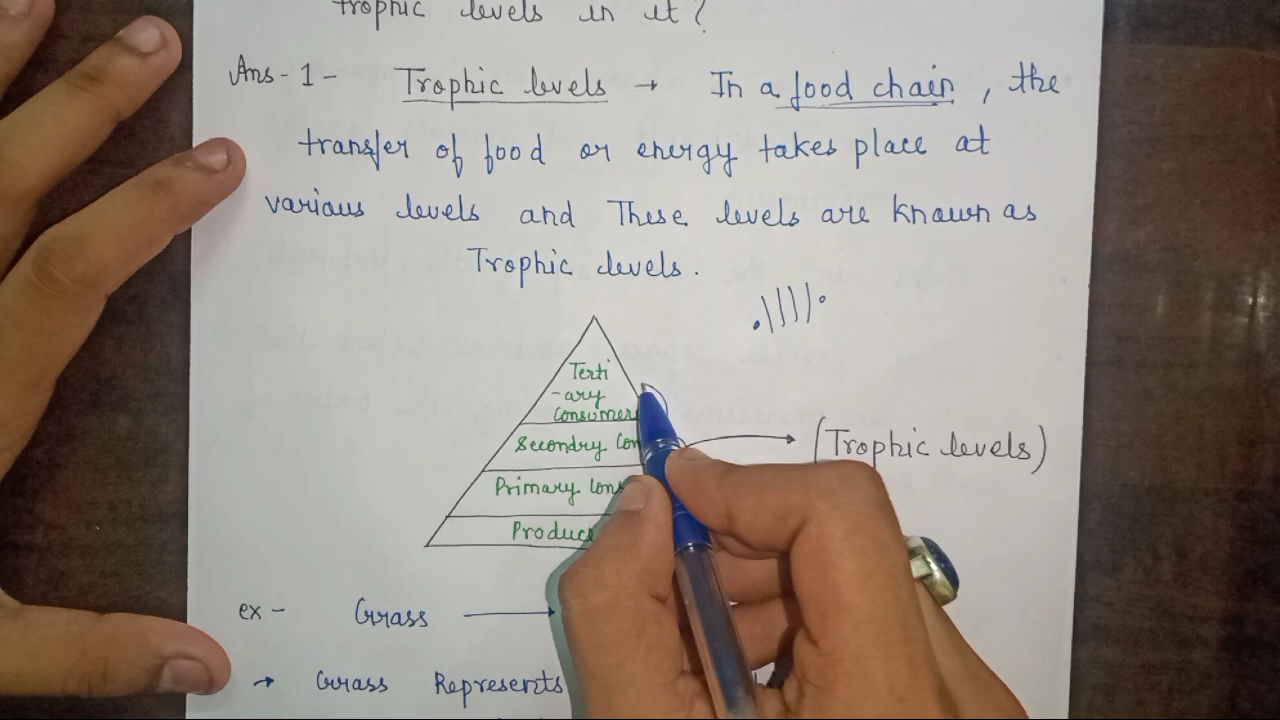 trophic levels in it?
Ans - 1 - Trophic levels → In a food chain, the
transfer of food or energy takes place at
various levels and These levels are known as
Trophic levels.
Terti
-ary
Consumers
Secondry Con
Primary Cons
Produce
(Trophic levels)
ex - Grass
→ Grass Represents